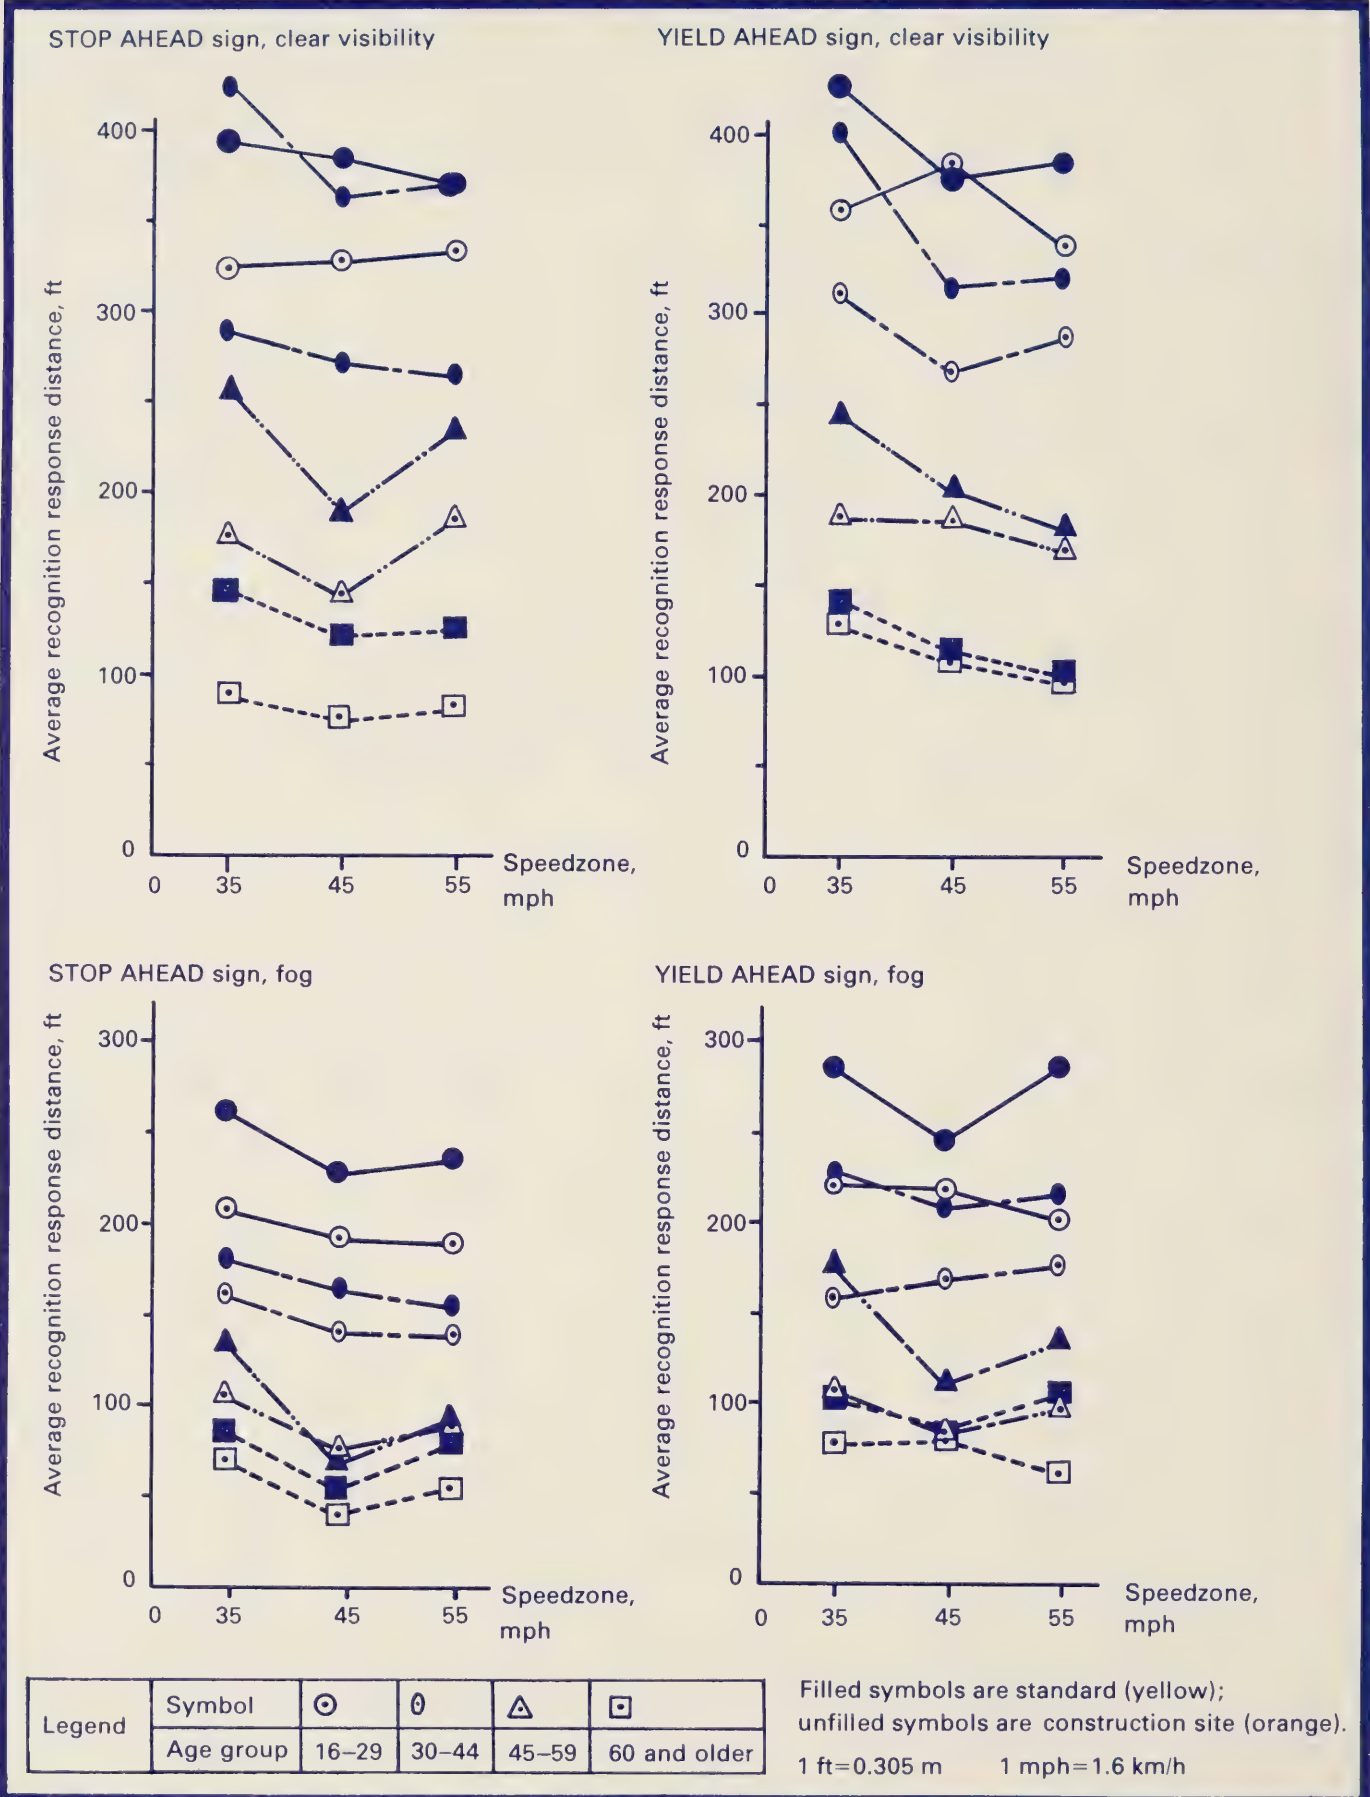 STOP AHEAD sign, clear visibility
Average recognition response distance, ft
400
300
200
100
0
0 35 45 55
Speedzone,
mph
YIELD AHEAD sign, clear visibility
Average recognition response distance, ft
400
300
200
100
0
0 35 45 55
Speedzone,
mph
STOP AHEAD sign, fog
Average recognition response distance, ft
300
200
100
0
0 35 45 55
Speedzone,
mph
YIELD AHEAD sign, fog
Average recognition response distance, ft
300
200
100
0
0 35 45 55
Speedzone,
mph
Legend
Symbol
Age group 16–29 30–44 45–59 60 and older
Filled symbols are standard (yellow);
unfilled symbols are construction site (orange).
1 ft=0.305 m 1 mph=1.6 km/h